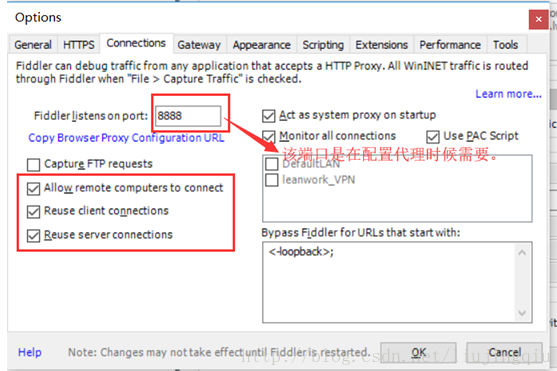 Options
General HTTPS Connections Gateway Appearance Scripting Extensions Performance Tools
Fiddler can debug traffic from any application that accepts a HTTP Proxy. All WinINET traffic is routed
through Fiddler when "File > Capture Traffic" is checked.
Learn more...
Fiddler listens on port: 8888
Copy Browser Proxy Configuration URL
Capture FTP requests
Allow remote computers to connect
Reuse client connections
Reuse server connections
Act as system proxy on startup
Monitor all connections Use PAC Script
该端口是在配置代理时候需要。
DefaultLAN
leanwork_VPN
Bypass Fiddler for URLs that start with:
<-loopback>;
Help Note: Changes may not take effect until Fiddler is restarted. OK Cancel
http://blog.csdn.net/liujingqiu